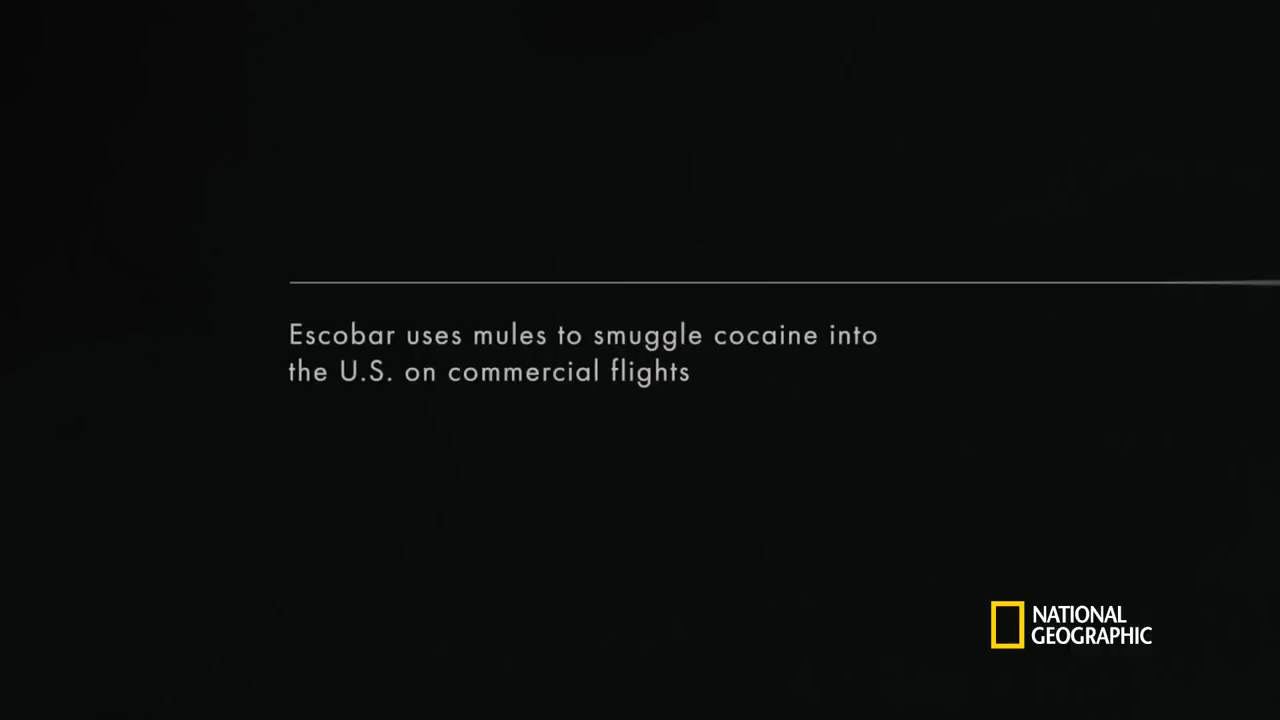 Escobar uses mules to smuggle cocaine into
the U.S. on commercial flights
NATIONAL
GEOGRAPHIC